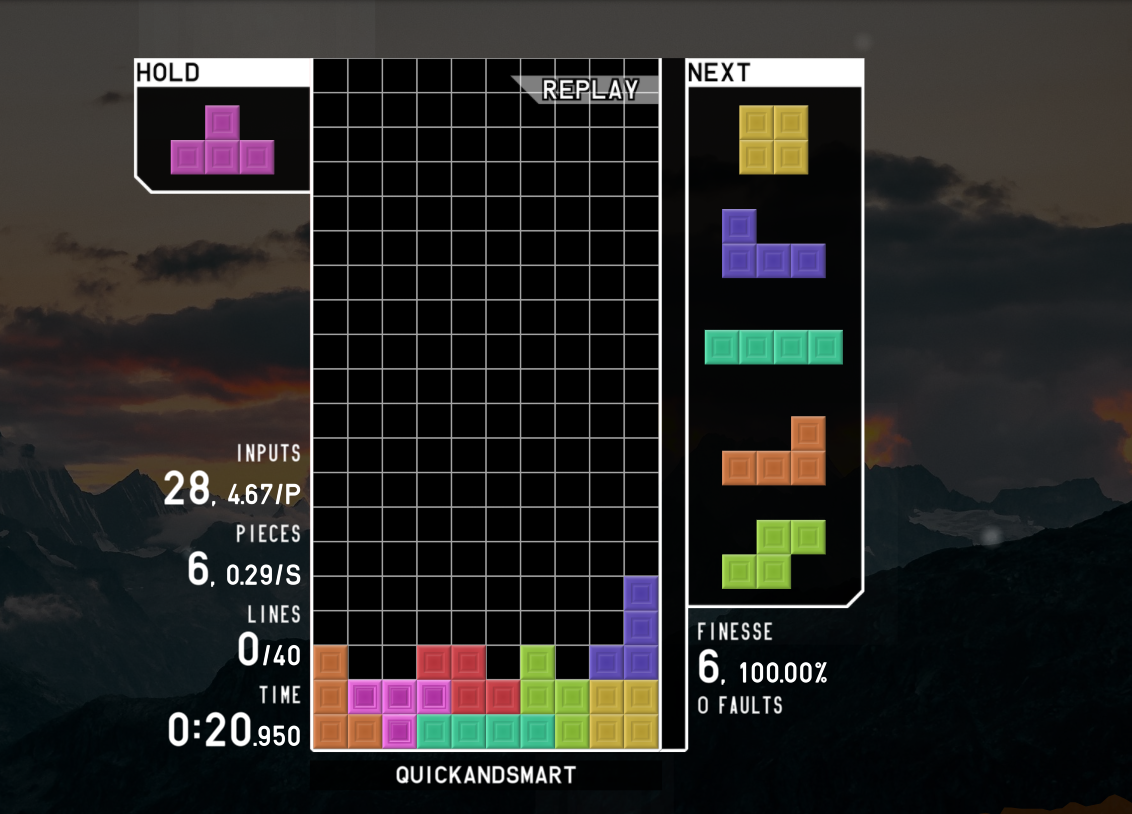 HOLD
REPLAY
NEXT
INPUTS
28, 4.67/P
PIECES
6, 0.29/S
LINES
0/40
TIME
0:20.950
FINESSE
6, 100.00%
0 FAULTS
QUICKANDSMART